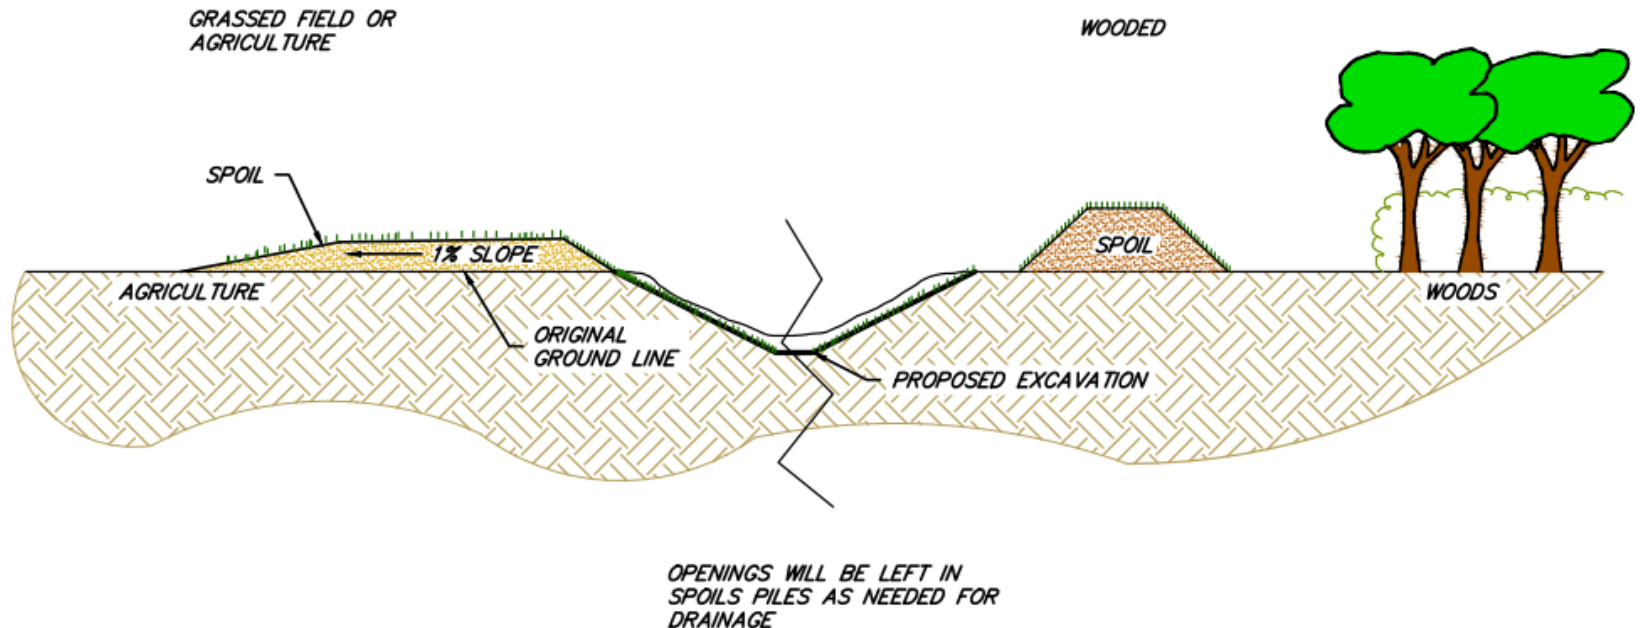 GRASSED FIELD OR
AGRICULTURE
WOODED
SPOIL
1% SLOPE
SPOIL
AGRICULTURE
WOODS
ORIGINAL
GROUND LINE
PROPOSED EXCAVATION
OPENINGS WILL BE LEFT IN
SPOILS PILES AS NEEDED FOR
DRAINAGE